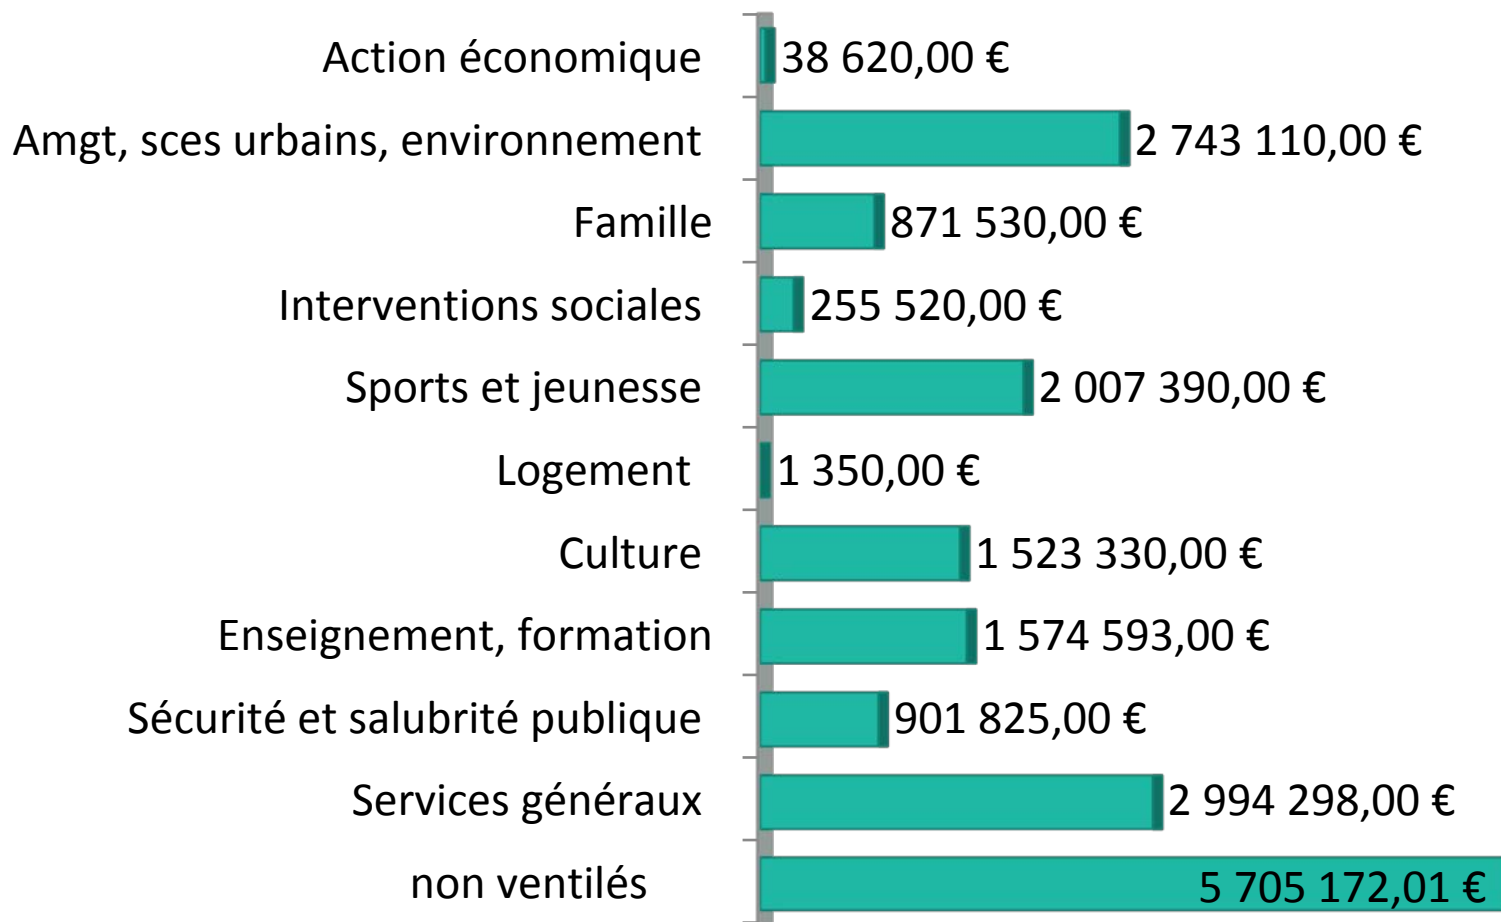 Action économique 38 620,00 €
Amgt, sces urbains, environnement 2 743 110,00 €
Famille 871 530,00 €
Interventions sociales 255 520,00 €
Sports et jeunesse 2 007 390,00 €
Logement 1 350,00 €
Culture 1 523 330,00 €
Enseignement, formation 1 574 593,00 €
Sécurité et salubrité publique 901 825,00 €
Services généraux 2 994 298,00 €
non ventilés 5 705 172,01 €